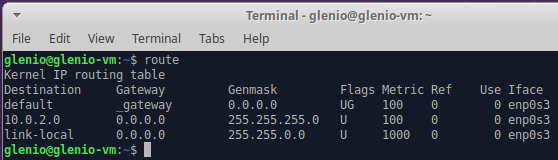 Terminal - glenio@glenio-vm: ~
File Edit View Terminal Tabs Help
glenio@glenio-vm:~$ route
Kernel IP routing table
Destination     Gateway         Genmask         Flags Metric Ref    Use Iface
default         _gateway        0.0.0.0         UG    100    0        0 enp0s3
10.0.2.0        0.0.0.0         255.255.255.0   U     100    0        0 enp0s3
link-local      0.0.0.0         255.255.0.0     U     1000   0        0 enp0s3
glenio@glenio-vm:~$